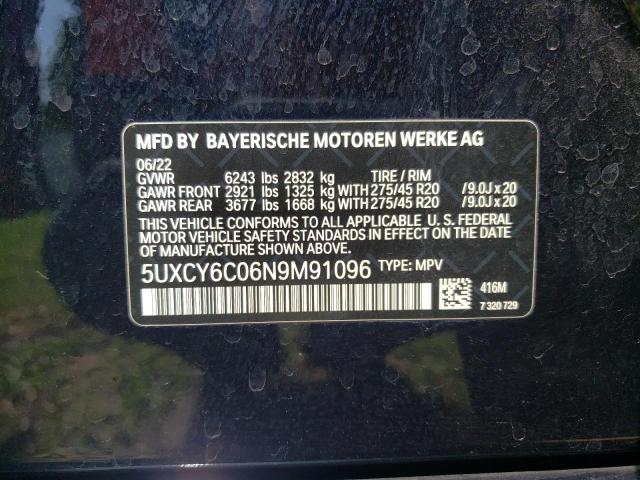 MFD BY BAYERISCHE MOTOREN WERKE AG
06/22
GVWR 6243 lbs 2832 kg TIRE / RIM
GAWR FRONT 2921 lbs 1325 kg WITH 275/45 R20 /9.0J x 20
GAWR REAR 3677 lbs 1668 kg WITH 275/45 R20 /9.0J x 20
THIS VEHICLE CONFORMS TO ALL APPLICABLE U. S. FEDERAL
MOTOR VEHICLE SAFETY STANDARDS IN EFFECT ON THE DATE
OF MANUFACTURE SHOWN ABOVE.
5UXCY6C06N9M91096 TYPE: MPV
416M
7 320 729